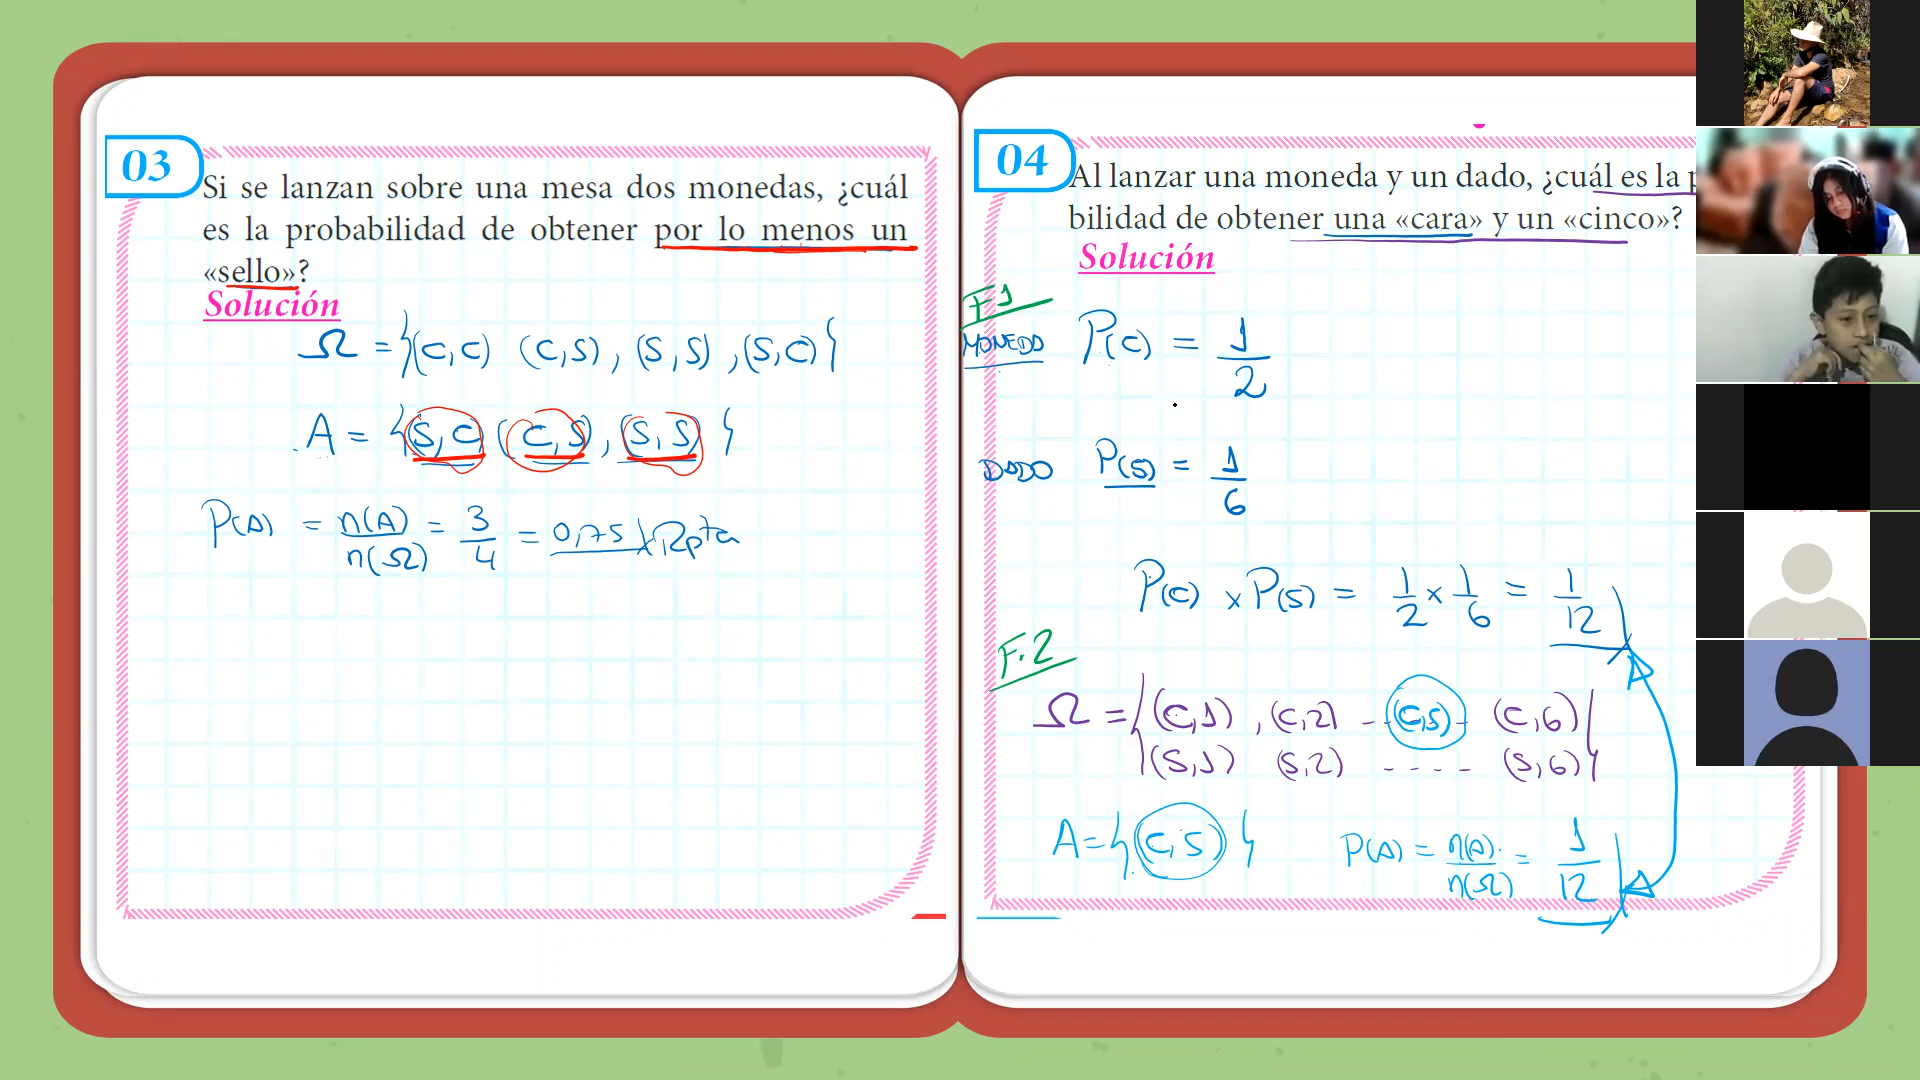 03
Si se lanzan sobre una mesa dos monedas, ¿cuál
es la probabilidad de obtener por lo menos un
«sello»?
Solución
Ω = {(C,C) (C,S), (S,S), (S,C)}
A = {(S,C) (C,S), (S,S)}
P(A) = n(A)/n(Ω) = 3/4 = 0,75 Rpta
04
Al lanzar una moneda y un dado, ¿cuál es la p
bilidad de obtener una «cara» y un «cinco»?
Solución
F1
MONEDA P(C) = 1/2
DADO P(5) = 1/6
P(C) x P(5) = 1/2 x 1/6 = 1/12
F.2
Ω = {(C,1), (C,2) --(C,5)- (C,6)
(S,1) (S,2) ---- (S,6)}
A = {(C,5)} P(A) = n(A)/n(Ω) = 1/12